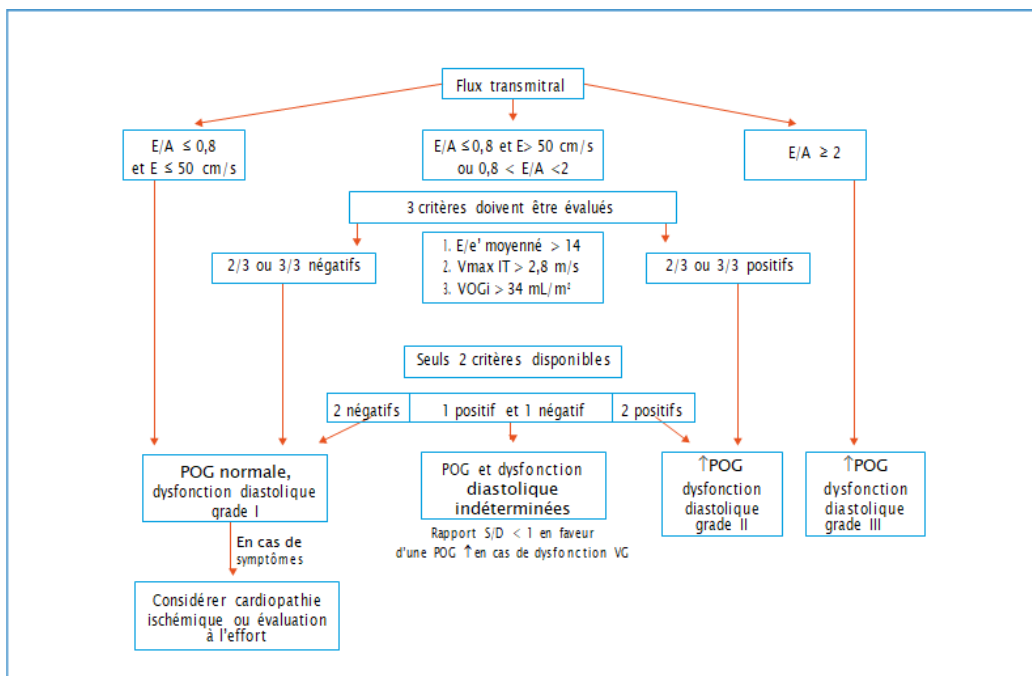 Flux transmitral
E/A ≤ 0,8
et E ≤ 50 cm/s
E/A ≤ 0,8 et E> 50 cm/s
ou 0,8 < E/A <2
E/A ≥ 2
3 critères doivent être évalués
2/3 ou 3/3 négatifs
1. E/e' moyenné > 14
2. Vmax IT > 2,8 m/s
3. VOGi > 34 mL/m²
2/3 ou 3/3 positifs
Seuls 2 critères disponibles
2 négatifs
1 positif et 1 négatif
2 positifs
POG normale,
dysfonction diastolique
grade I
POG et dysfonction
diastolique
indéterminées
↑POG
dysfonction
diastolique
grade II
↑POG
dysfonction
diastolique
grade III
Rapport S/D < 1 en faveur
d'une POG ↑ en cas de dysfonction VG
En cas de
symptômes
Considérer cardiopathie
ischémique ou évaluation
à l'effort